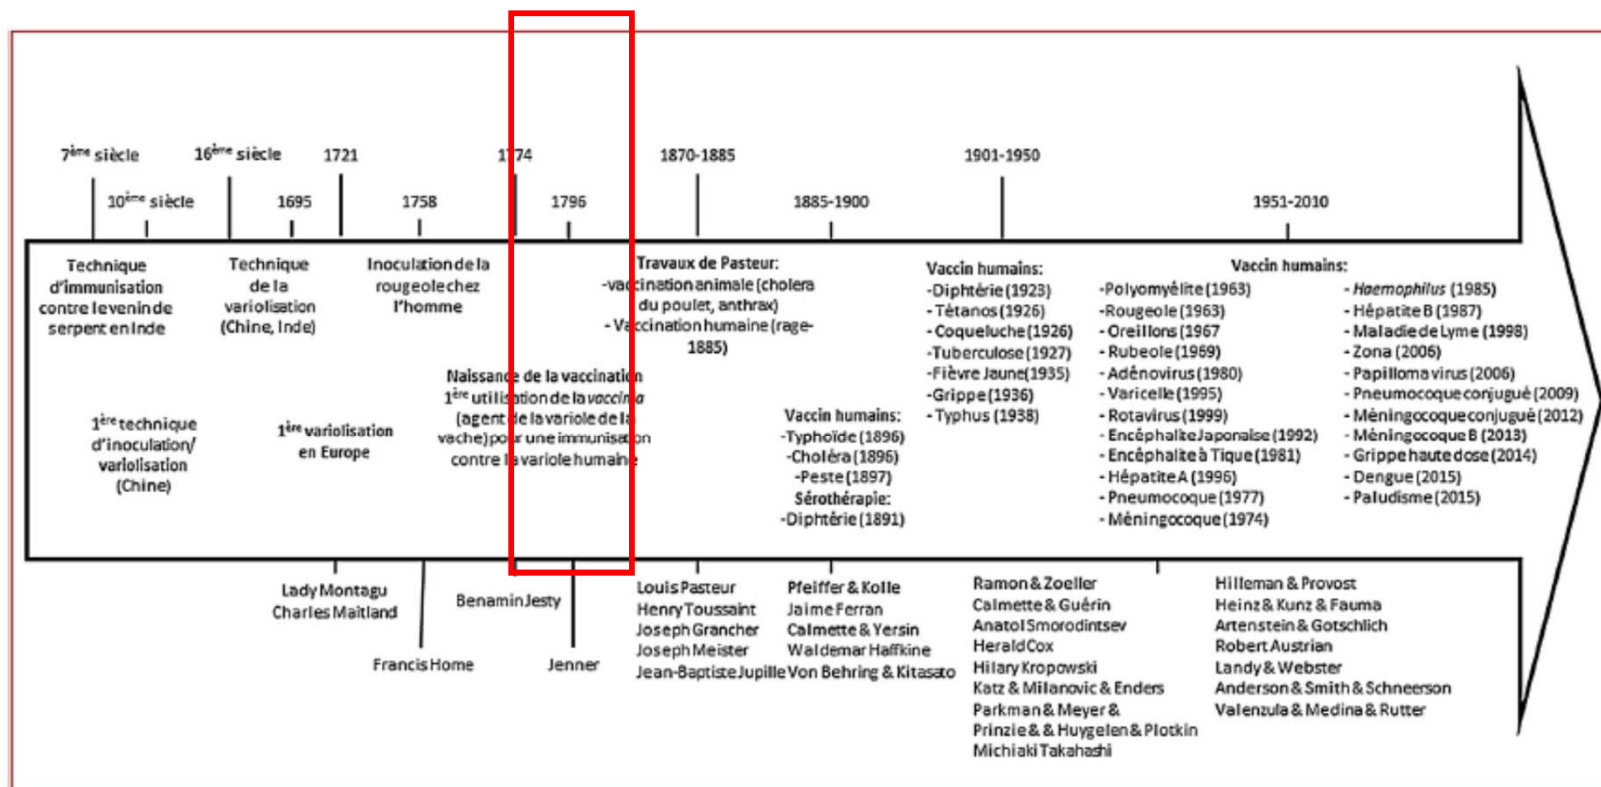 7ème siècle
16ème siècle
1721
1774
1870-1885
1901-1950
10ème siècle
1695
1758
1796
1885-1900
1951-2010
Technique
d'immunisation
contre le venin de
serpent en Inde
1ère technique
d'inoculation/
variolisation
(Chine)
Technique
de la
variolisation
(Chine, Inde)
1ère variolisation
en Europe
Inoculation de la
rougeole chez
l'homme
Naissance de la vaccination
1ère utilisation de la vaccinia
(agent de la variole de la
vache) pour une immunisation
contre la variole humaine
Travaux de Pasteur:
-vaccination animale (cholera
du poulet, anthrax)
- Vaccination humaine (rage-
1885)
Vaccin humains:
-Typhoïde (1896)
-Choléra (1896)
-Peste (1897)
Sérothérapie:
-Diphtérie (1891)
Vaccin humains:
-Diphtérie (1923)
-Tétanos (1926)
-Coqueluche (1926)
-Tuberculose (1927)
-Fièvre Jaune (1935)
-Grippe (1936)
-Typhus (1938)
Vaccin humains:
-Polyomyélite (1963)
-Rougeole (1963)
-Oreillons (1967
- Rubeole (1969)
- Adénovirus (1980)
- Varicelle (1995)
- Rotavirus (1999)
- Encéphalite Japonaise (1992)
- Encéphalite à Tique (1981)
- Hépatite A (1996)
- Pneumocoque (1977)
- Méningocoque (1974)
- Haemophilus (1985)
- Hépatite B (1987)
- Maladie de Lyme (1998)
- Zona (2006)
- Papilloma virus (2006)
- Pneumocoque conjugué (2009)
- Méningocoque conjugué (2012)
- Méningocoque B (2013)
- Grippe haute dose (2014)
- Dengue (2015)
- Paludisme (2015)
Lady Montagu
Charles Maitland
Francis Home
Benamin Jesty
Jenner
Louis Pasteur
Henry Toussaint
Joseph Grancher
Joseph Meister
Jean-Baptiste Jupille
Pfeiffer & Kolle
Jaime Ferran
Calmette & Yersin
Waldemar Haffkine
Von Behring & Kitasato
Ramon & Zoeller
Calmette & Guérin
Anatol Smorodintsev
Herald Cox
Hilary Kropowski
Katz & Milanovic & Enders
Parkman & Meyer &
Prinzie & & Huygelen & Plotkin
Michiaki Takahashi
Hilleman & Provost
Heinz & Kunz & Fauma
Artenstein & Gotschlich
Robert Austrian
Landy & Webster
Anderson & Smith & Schneerson
Valenzula & Medina & Rutter